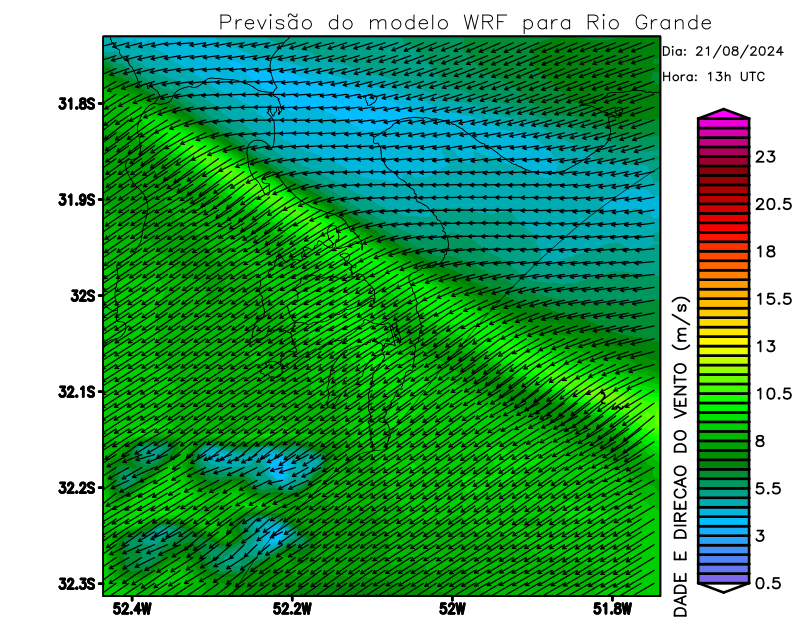 Previsão do modelo WRF para Rio Grande
Dia: 21/08/2024
Hora: 13h UTC
31.8S
31.9S
32S
32.1S
32.2S
32.3S
52.4W
52.2W
52W
51.8W
23
20.5
18
15.5
13
10.5
8
5.5
3
0.5
DADE E DIRECAO DO VENTO (m/s)